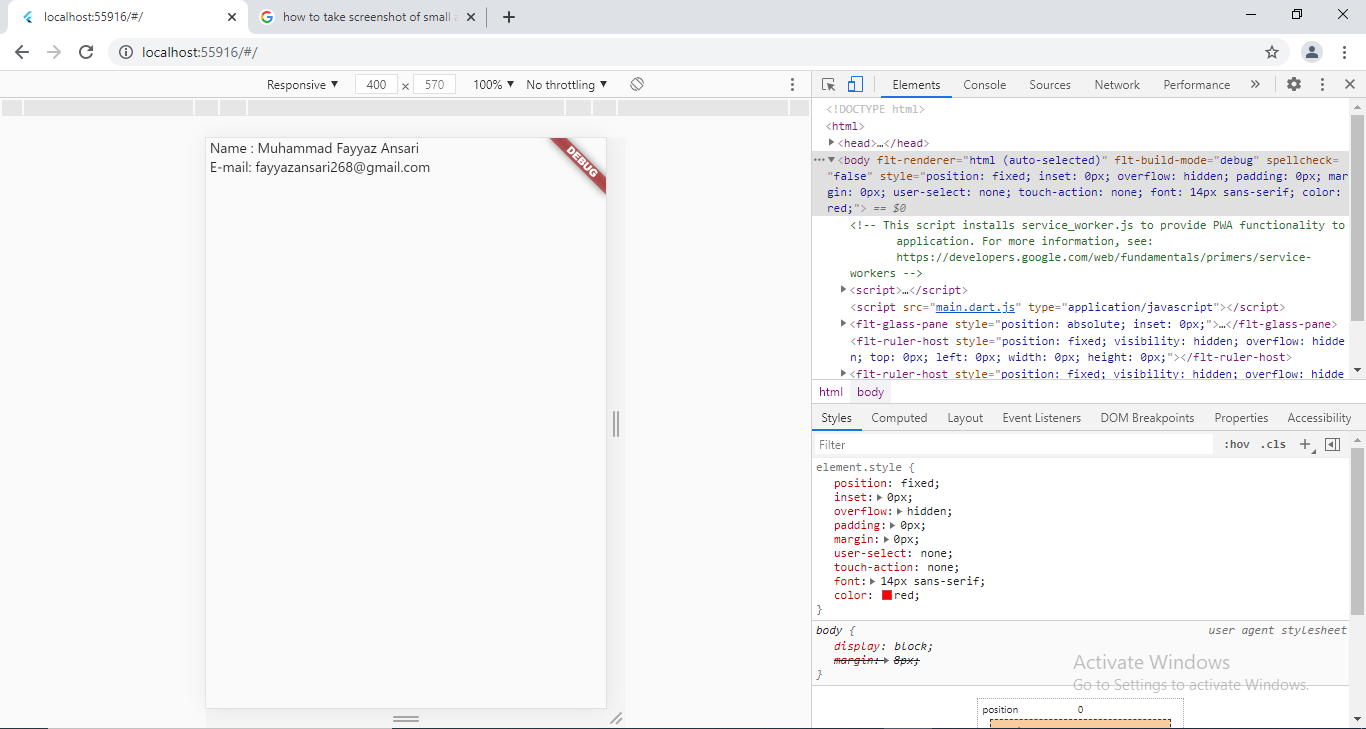 localhost:55916/#/
how to take screenshot of small a
localhost:55916/#/
Responsive ▼ 400 × 570 100% ▼ No throttling ▼
Elements Console Sources Network Performance »
Name : Muhammad Fayyaz Ansari
E-mail: fayyazansari268@gmail.com
DEBUG
<!DOCTYPE html>
<html>
▶<head>…</head>
…▼<body flt-renderer="html (auto-selected)" flt-build-mode="debug" spellcheck=
"false" style="position: fixed; inset: 0px; overflow: hidden; padding: 0px; mar
gin: 0px; user-select: none; touch-action: none; font: 14px sans-serif; color:
red;"> == $0
<!-- This script installs service_worker.js to provide PWA functionality to
application. For more information, see:
https://developers.google.com/web/fundamentals/primers/service-
workers -->
▶<script>…</script>
<script src="main.dart.js" type="application/javascript"></script>
▶<flt-glass-pane style="position: absolute; inset: 0px;">…</flt-glass-pane>
<flt-ruler-host style="position: fixed; visibility: hidden; overflow: hidde
n; top: 0px; left: 0px; width: 0px; height: 0px;"></flt-ruler-host>
▶<flt-ruler-host style="position: fixed; visibility: hidden; overflow: hidde
html body
Styles Computed Layout Event Listeners DOM Breakpoints Properties Accessibility
Filter :hov .cls +
element.style {
position: fixed;
inset:▶ 0px;
overflow:▶ hidden;
padding:▶ 0px;
margin:▶ 0px;
user-select: none;
touch-action: none;
font:▶ 14px sans-serif;
color: red;
}
body { user agent stylesheet
display: block;
margin:▶ 8px;
}
Activate Windows
Go to Settings to activate Windows.
position 0